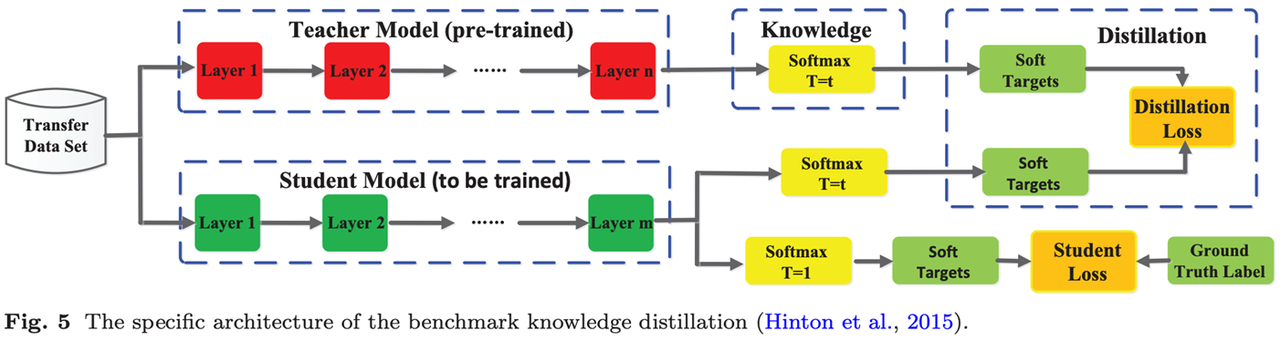 Teacher Model (pre-trained)
Knowledge
Distillation
Layer 1
Layer 2
......
Layer n
Softmax
T=t
Soft
Targets
Distillation
Loss
Transfer
Data Set
Student Model (to be trained)
Softmax
T=t
Soft
Targets
Layer 1
Layer 2
......
Layer m
Softmax
T=1
Soft
Targets
Student
Loss
Ground
Truth Label
Fig. 5 The specific architecture of the benchmark knowledge distillation (Hinton et al., 2015).